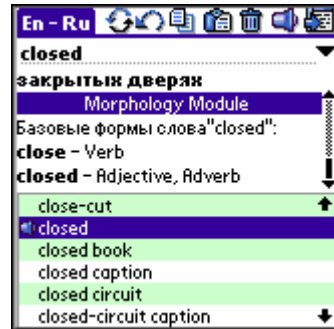 En - Ru
closed
закрытых дверях
Morphology Module
Базовые формы слова"closed":
close - Verb
closed - Adjective, Adverb
close-cut
closed
closed book
closed caption
closed circuit
closed-circuit caption